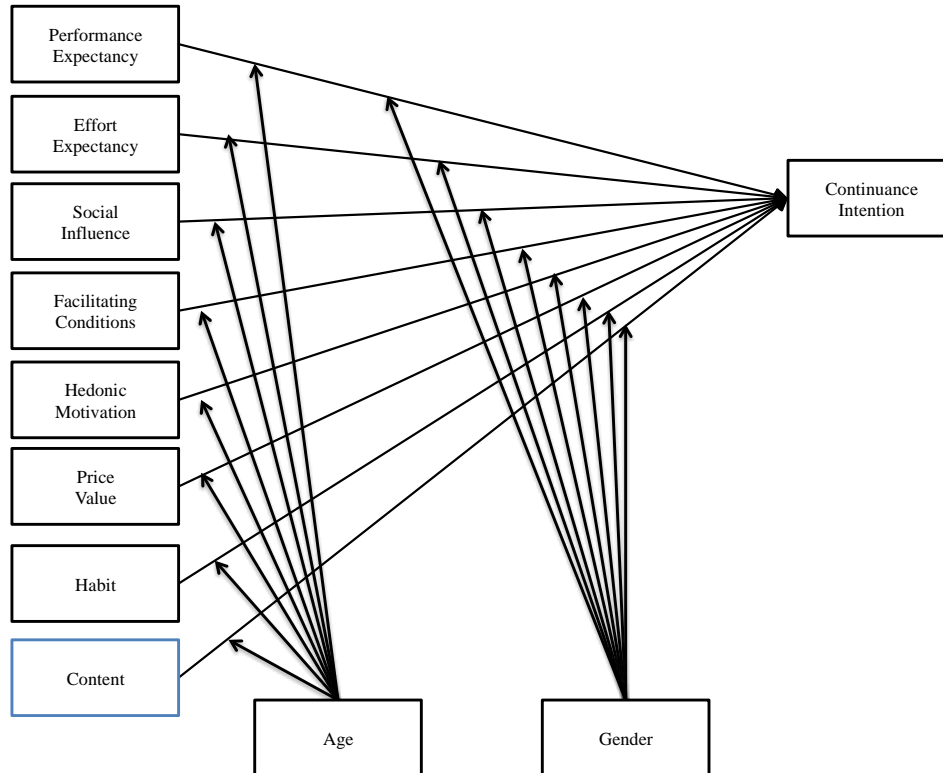 Performance
Expectancy
Effort
Expectancy
Social
Influence
Facilitating
Conditions
Hedonic
Motivation
Price
Value
Habit
Content
Continuance
Intention
Age
Gender